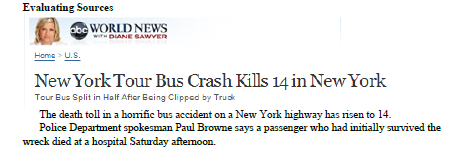 Evaluating Sources
abc WORLD NEWS
WITH DIANE SAWYER
Home > U.S.
New York Tour Bus Crash Kills 14 in New York
Tour Bus Split in Half After Being Clipped by Truck
The death toll in a horrific bus accident on a New York highway has risen to 14.
Police Department spokesman Paul Browne says a passenger who had initially survived the
wreck died at a hospital Saturday afternoon.